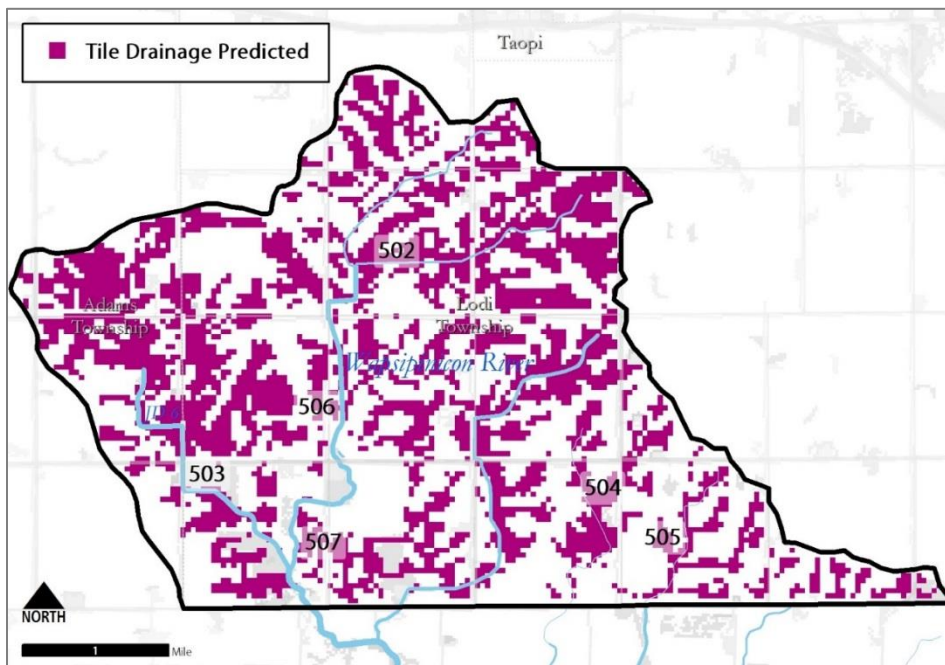 Tile Drainage Predicted
Taopi
502
Adams
Township
Lodi
Township
Wapsipinicon River
506
503
504
507
505
NORTH
1
Mile